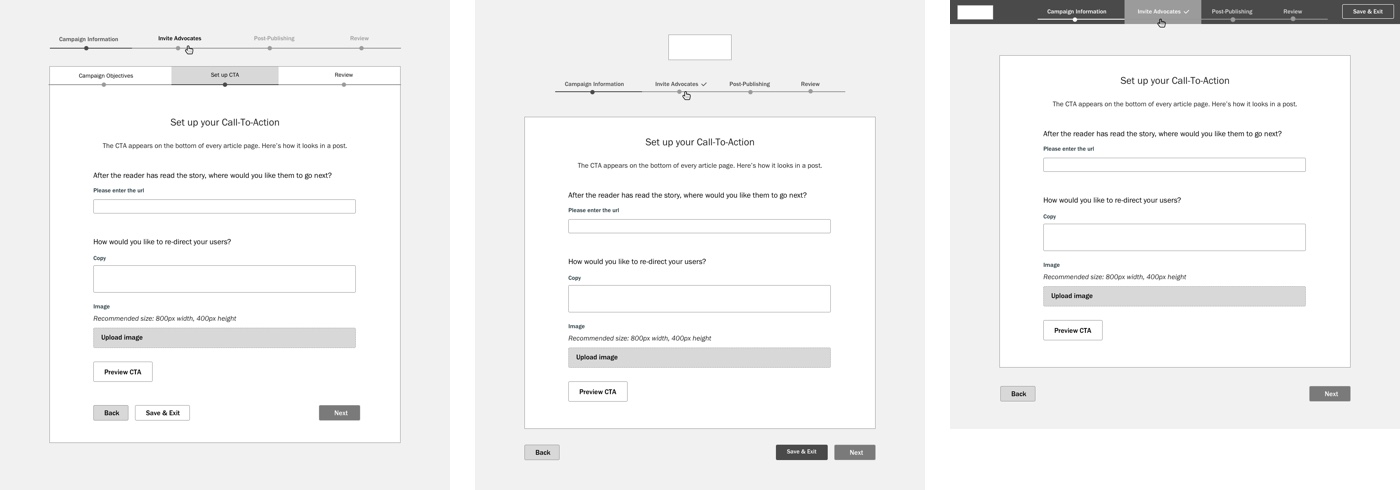 Campaign Information
Invite Advocates
Post-Publishing
Review
Campaign Objectives
Set up CTA
Review
Set up your Call-To-Action
The CTA appears on the bottom of every article page. Here's how it looks in a post.
After the reader has read the story, where would you like them to go next?
Please enter the url
How would you like to re-direct your users?
Copy
Image
Recommended size: 800px width, 400px height
Upload image
Preview CTA
Back
Save & Exit
Next
Campaign Information
Invite Advocates
Post-Publishing
Review
Set up your Call-To-Action
The CTA appears on the bottom of every article page. Here's how it looks in a post.
After the reader has read the story, where would you like them to go next?
Please enter the url
How would you like to re-direct your users?
Copy
Image
Recommended size: 800px width, 400px height
Upload image
Preview CTA
Back
Save & Exit
Next
Campaign Information
Invite Advocates
Post-Publishing
Review
Save & Exit
Set up your Call-To-Action
The CTA appears on the bottom of every article page. Here's how it looks in a post.
After the reader has read the story, where would you like them to go next?
Please enter the url
How would you like to re-direct your users?
Copy
Image
Recommended size: 800px width, 400px height
Upload image
Preview CTA
Back
Next